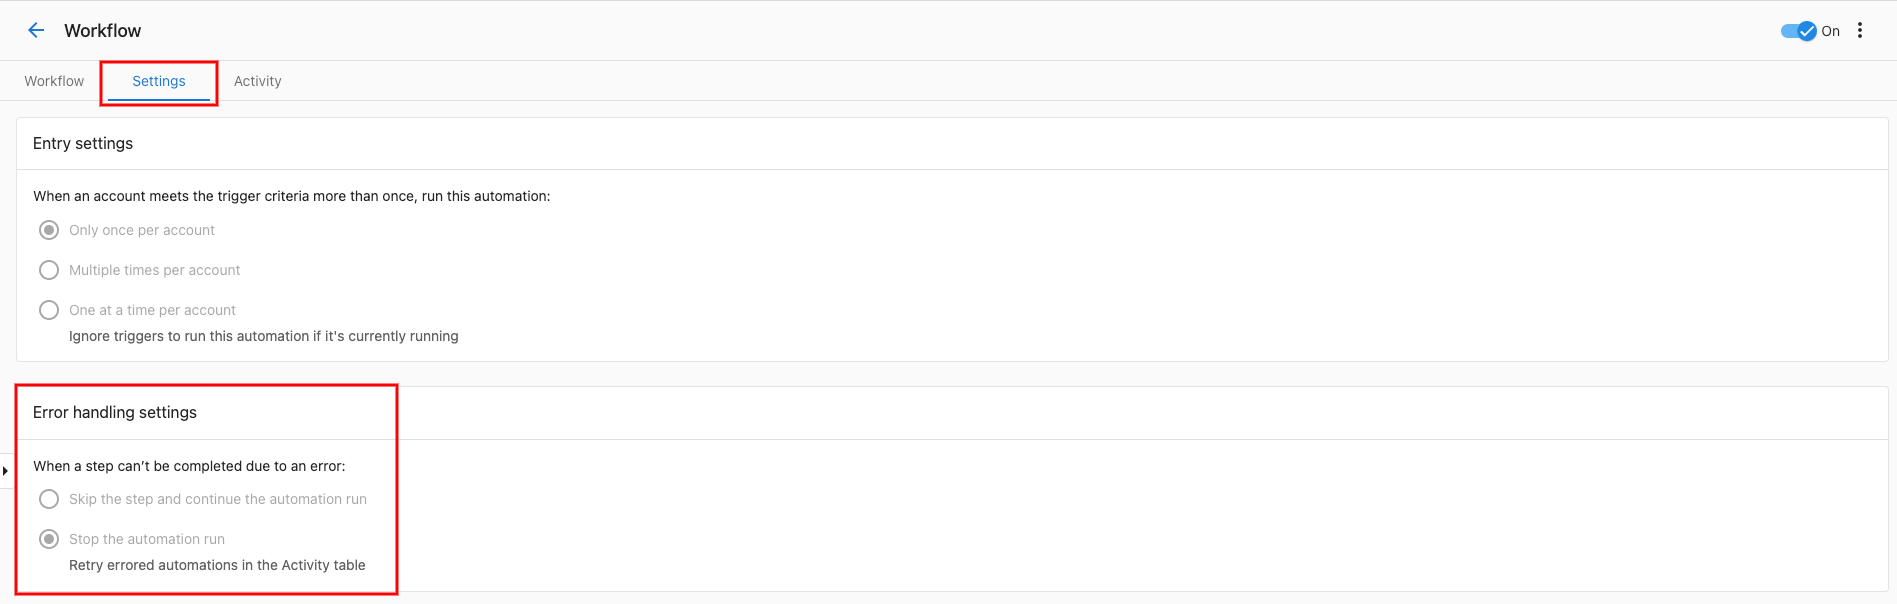 Workflow
On
Workflow
Settings
Activity
Entry settings
When an account meets the trigger criteria more than once, run this automation:
Only once per account
Multiple times per account
One at a time per account
Ignore triggers to run this automation if it's currently running
Error handling settings
When a step can’t be completed due to an error:
Skip the step and continue the automation run
Stop the automation run
Retry errored automations in the Activity table